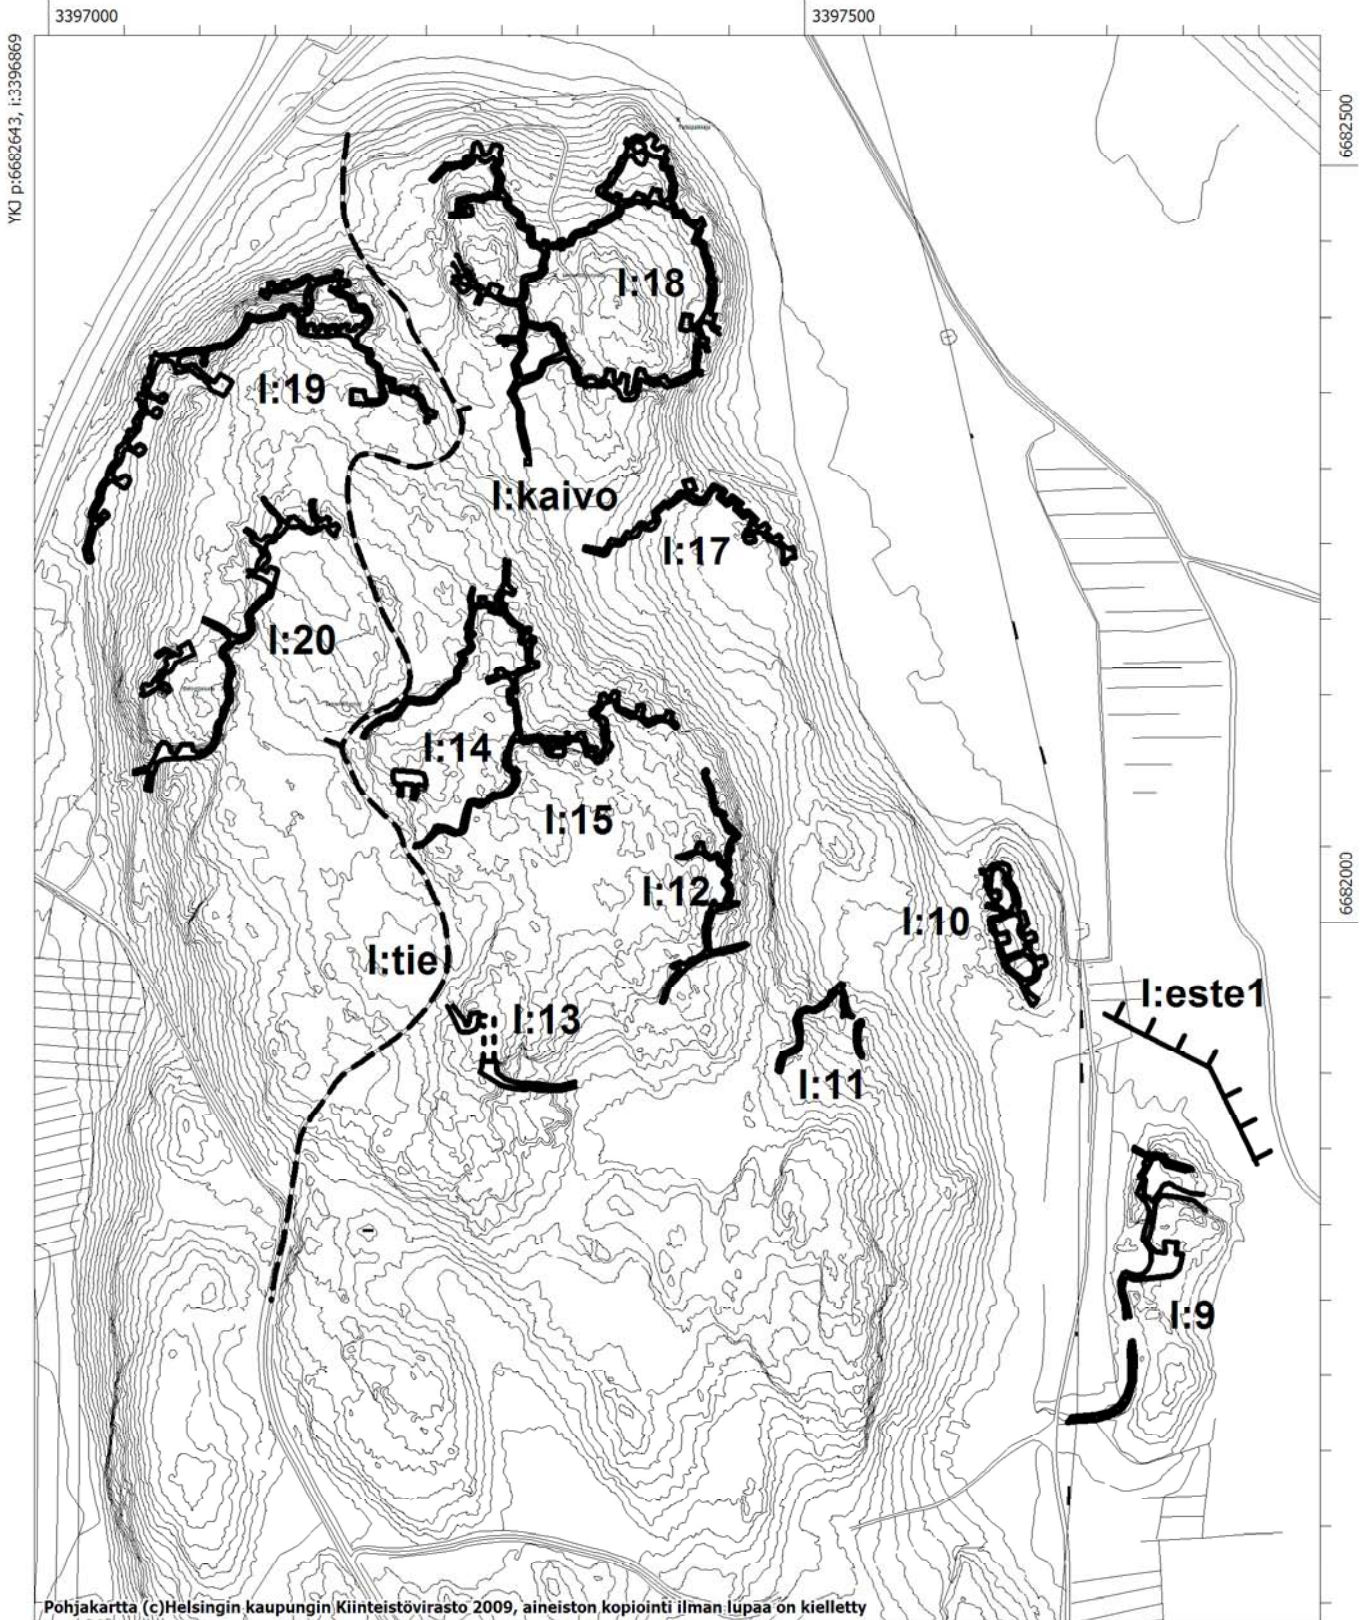 3397000
3397500
YKJ p:6682643, i:3396869
6682500
I:18
I:19
I:kaivo
I:17
I:20
I:14
I:15
I:12
6682000
I:10
I:tie
I:este1
I:13
I:11
I:9
Pohjakartta (c)Helsingin kaupungin Kiinteistövirasto 2009, aineiston kopiointi ilman lupaa on kielletty